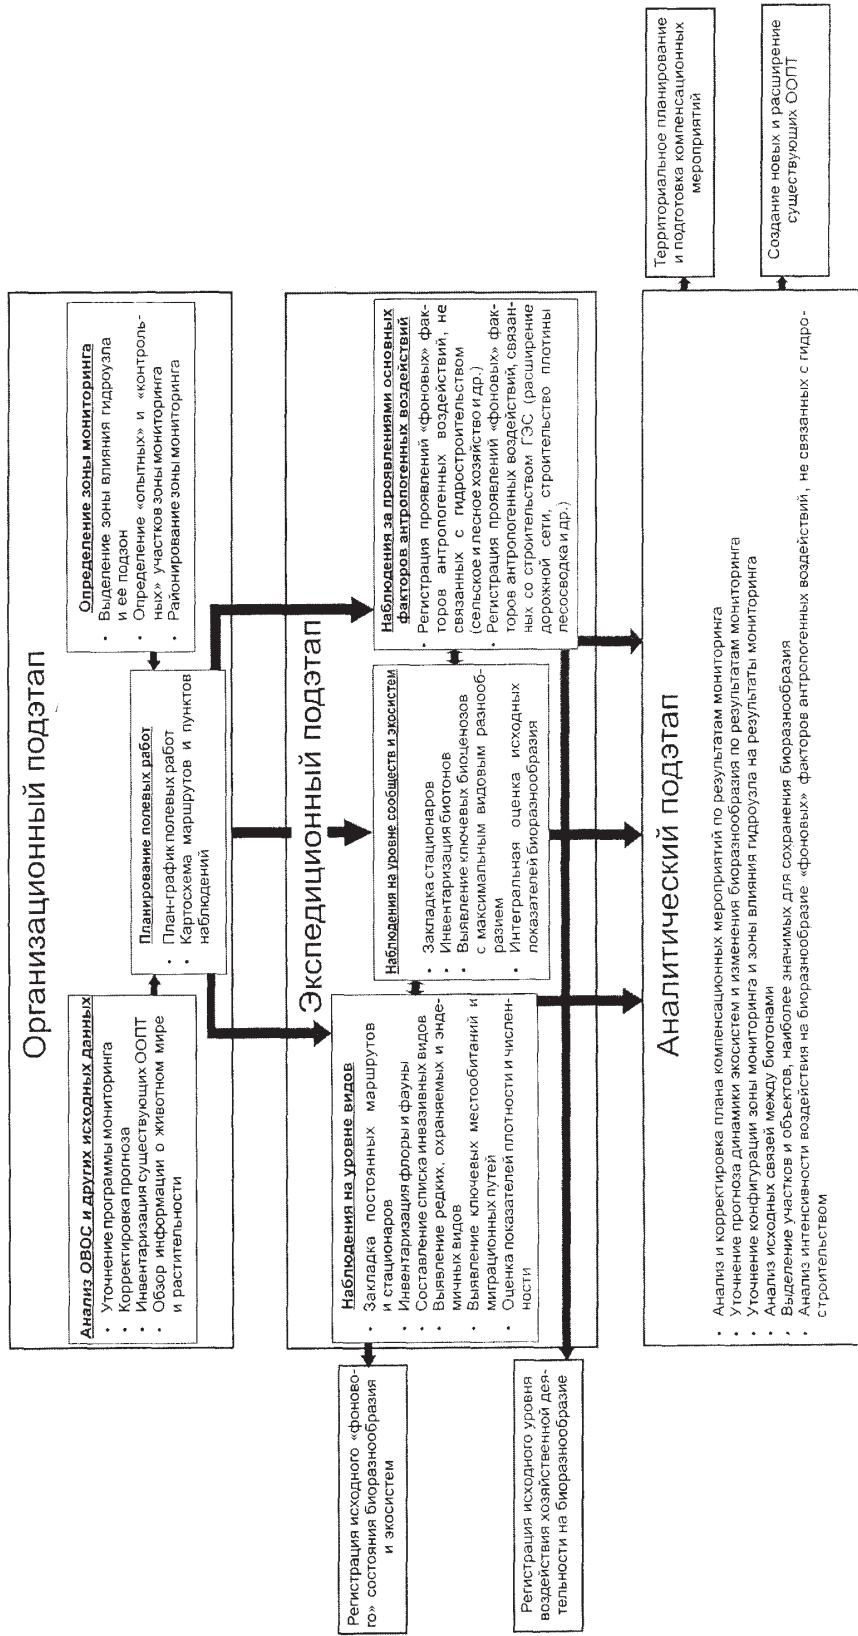 Организационный подэтап
Анализ ОВОС и других исходных данных
• Уточнение программы мониторинга
• Корректировка прогноза
• Инвентаризация существующих ООПТ
• Обзор информации о животном мире
и растительности
Планирование полевых работ
• План-график полевых работ
• Картосхема маршрутов и пунктов
наблюдений
Определение зоны мониторинга
• Выделение зоны влияния гидроузла
и ее подзон
• Определение «опытных» и «контроль-
ных» участков зоны мониторинга
• Районирование зоны мониторинга
Экспедиционный подэтап
Наблюдения на уровне видов
• Закладка постоянных маршрутов
и стационаров
• Инвентаризация флоры и фауны
• Составление списка инвазивных видов
• Выявление редких, охраняемых и энде-
мичных видов
• Выявление ключевых местообитаний и
миграционных путей
• Оценка показателей плотности и числен-
ности
Наблюдения на уровне сообществ и экосистем
• Закладка стационаров
• Инвентаризация биотонов
• Выявление ключевых биоценозов
с максимальным видовым разнооб-
разием
• Интегральная оценка исходных
показателей биоразнообразия
Наблюдения за проявлениями основных
факторов антропогенных воздействий
• Регистрация проявлений «фоновых» фак-
торов антропогенных воздействий, не
связанных с гидростроительством
(сельское и лесное хозяйство и др.)
• Регистрация проявлений «фоновых» фак-
торов антропогенных воздействий, связан-
ных со строительством ГЭС (расширение
дорожной сети, строительство плотины
лесосводка и др.)
Регистрация исходного «фоново-
го» состояния биоразнообразия
и экосистем
Регистрация исходного уровня
воздействия хозяйственной дея-
тельности на биоразнообразие
Аналитический подэтап
• Анализ и корректировка плана компенсационных мероприятий по результатам мониторинга
• Уточнение прогноза динамики экосистем и изменения биоразнообразия по результатам мониторинга
• Уточнение конфигурации зоны мониторинга и зоны влияния гидроузла на результаты мониторинга
• Анализ исходных связей между биотонами
• Выделение участков и объектов, наиболее значимых для сохранения биоразнообразия
• Анализ интенсивности воздействия на биоразнообразие «фоновых» факторов антропогенных воздействий, не связанных с гидро-
строительством
Территориальное планирование
и подготовка компенсационных
мероприятий
Создание новых и расширение
существующих ООПТ